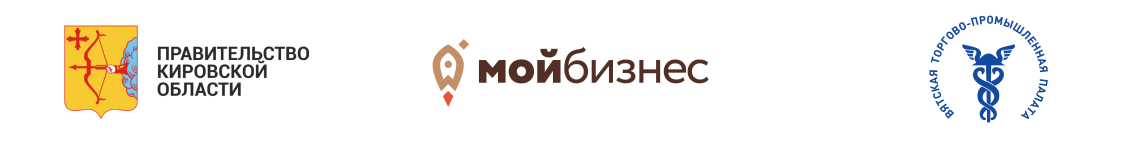 ПРАВИТЕЛЬСТВО
КИРОВСКОЙ
ОБЛАСТИ
мойбизнес
ВЯТСКАЯ ТОРГОВО-ПРОМЫШЛЕННАЯ ПАЛАТА